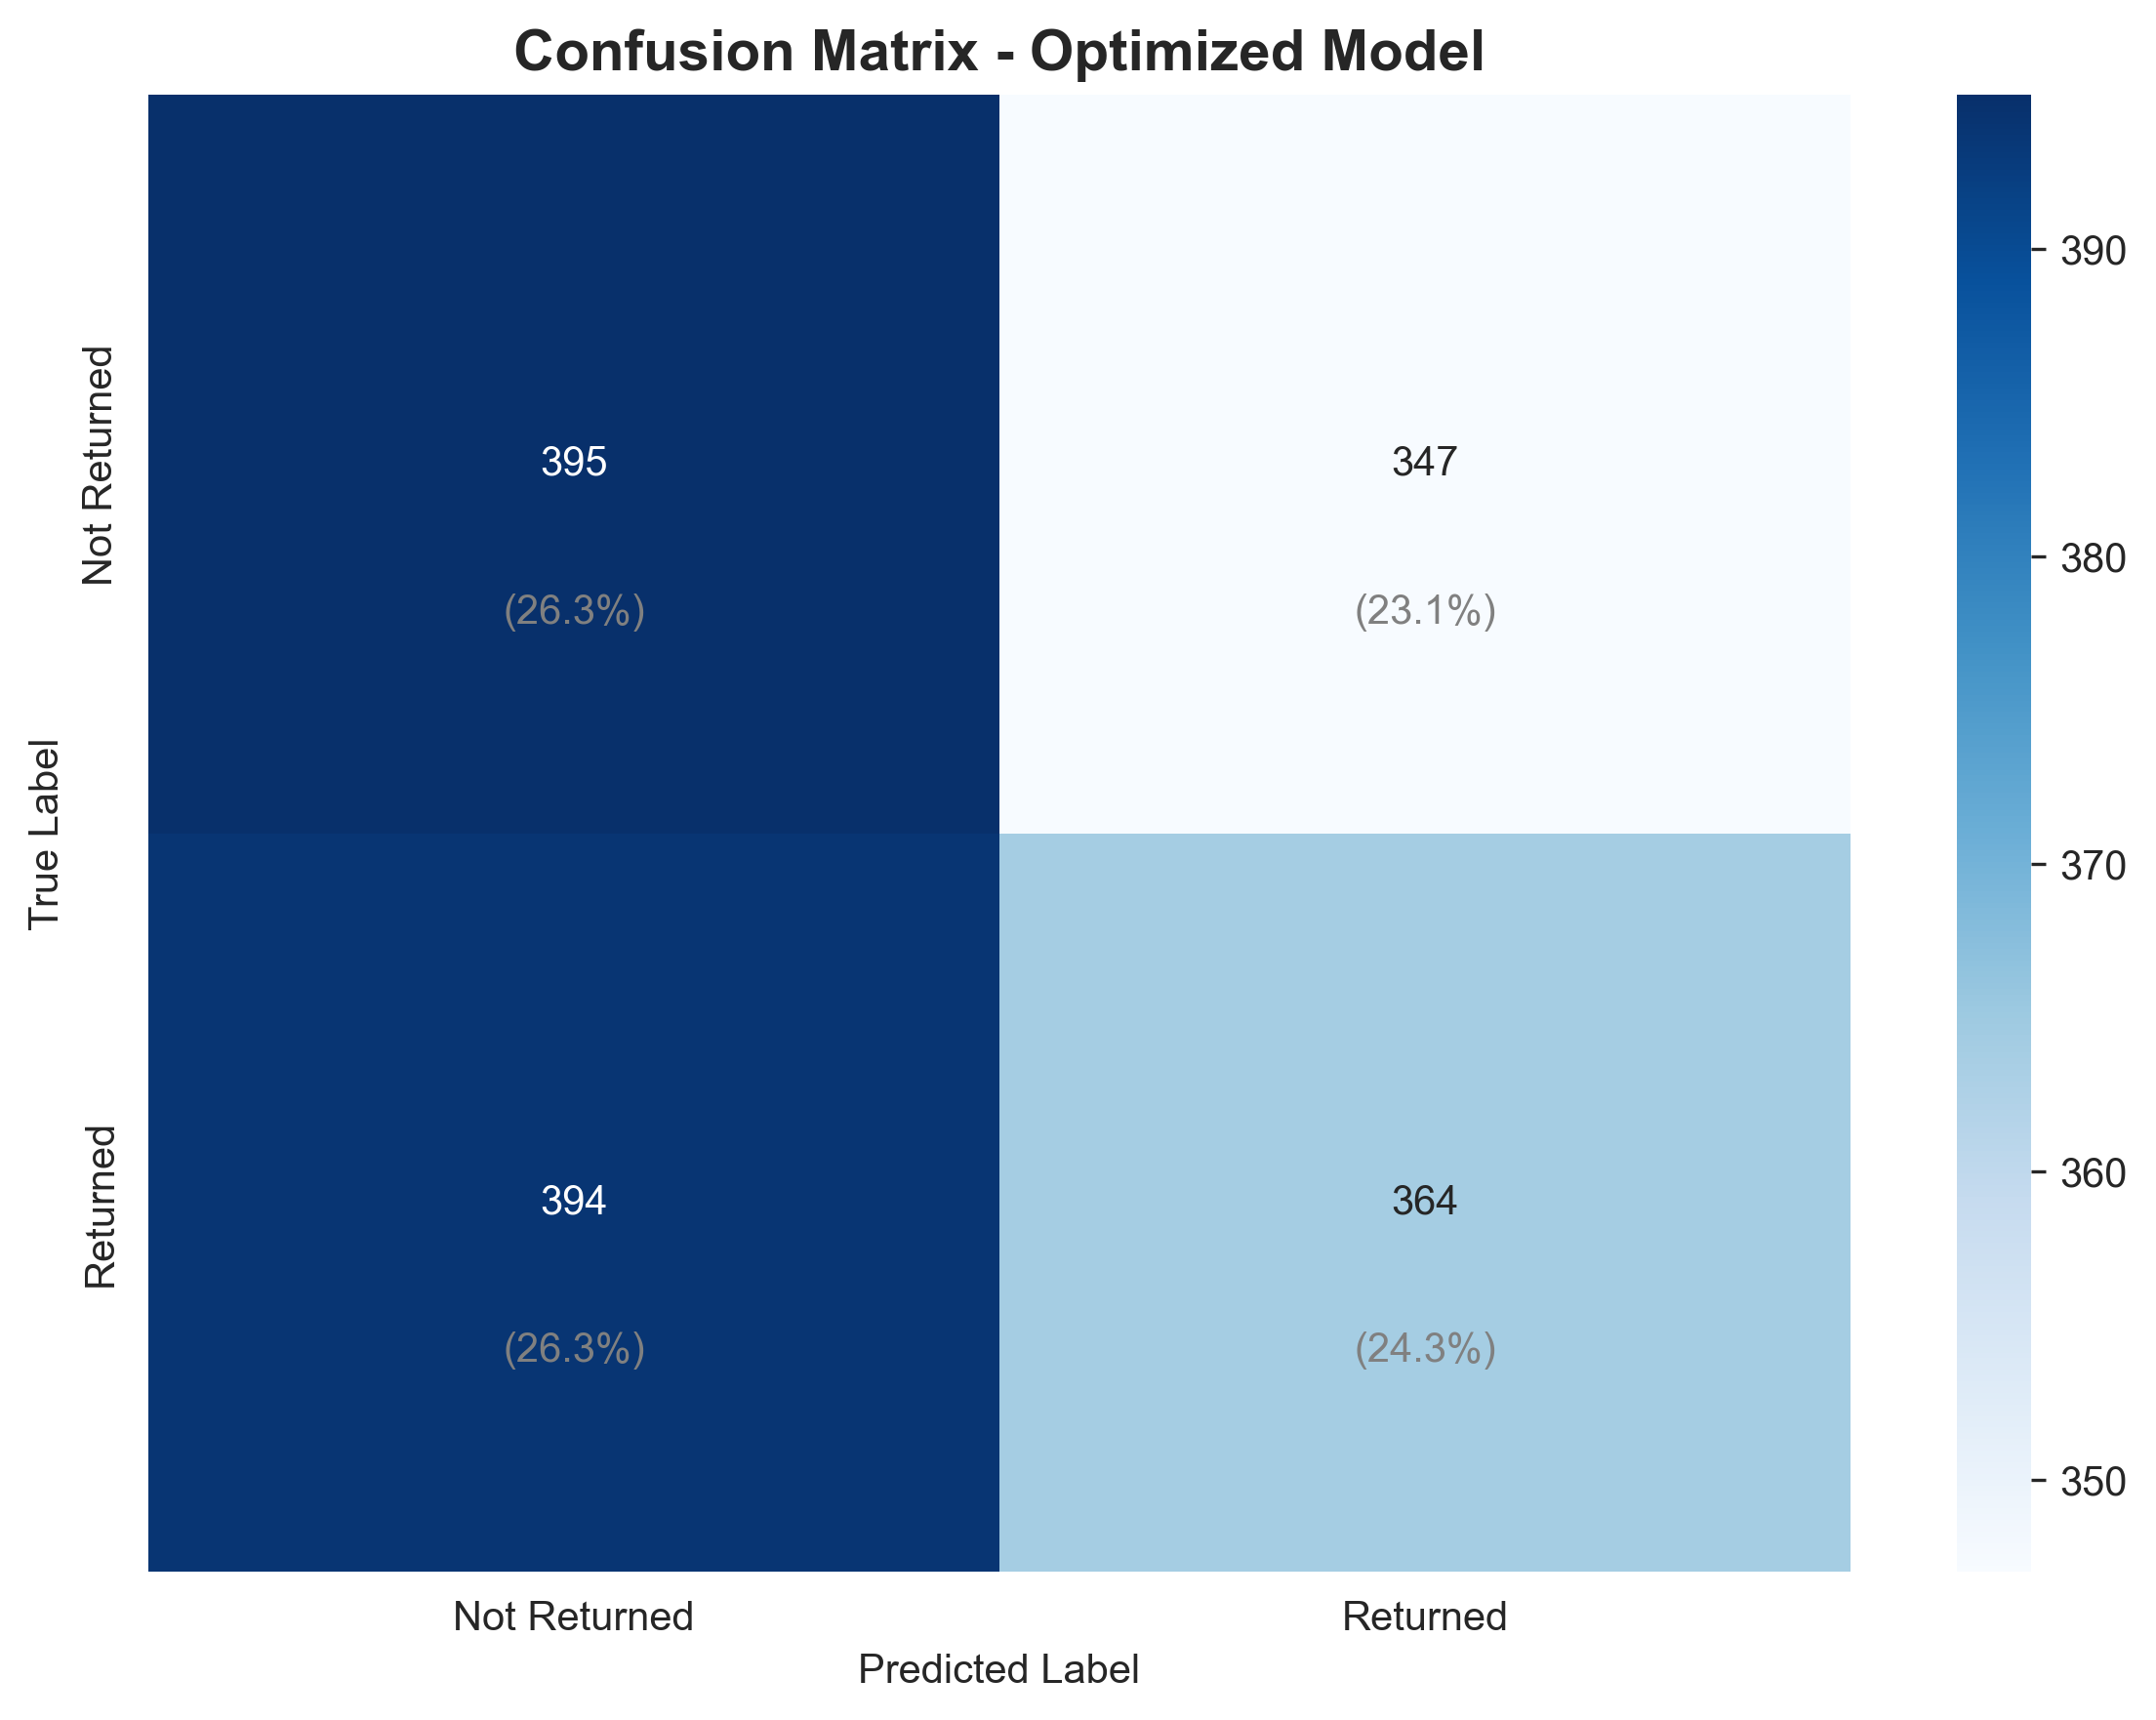 Confusion Matrix - Optimized Model
True Label
Not Returned
395
347
(26.3%)
(23.1%)
Returned
394
364
(26.3%)
(24.3%)
Not Returned
Returned
Predicted Label
390
380
370
360
350